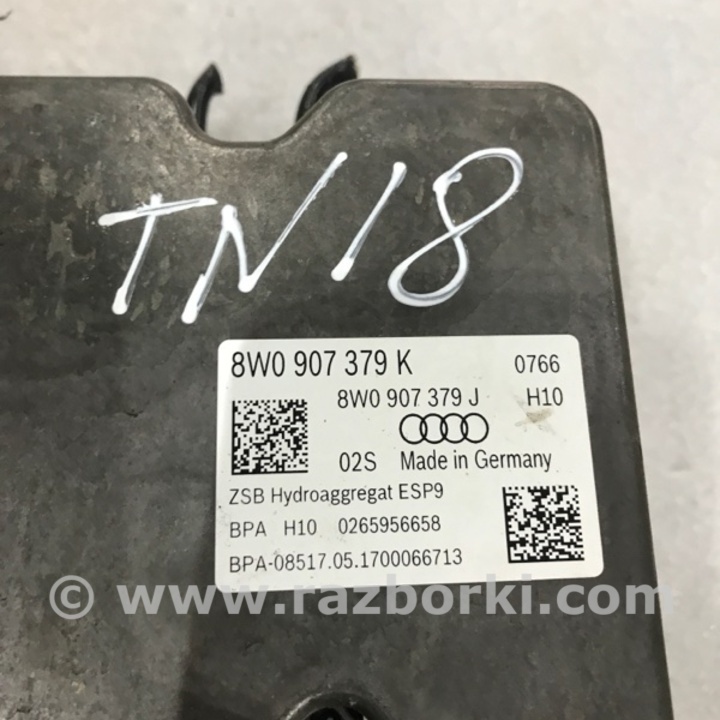 TN18
8W0 907 379 K 0766
8W0 907 379 J H10
02S Made in Germany
ZSB Hydroaggregat ESP9
BPA H10 0265956658
BPA-08517.05.1700066713
© www.razborki.com